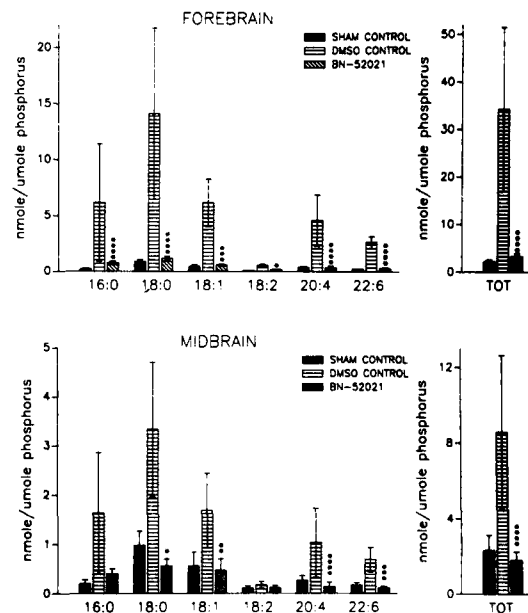 FOREBRAIN
SHAM CONTROL
DMSO CONTROL
BN-52021
nmole/umole phosphorus
20
15
10
5
0
16:0 18:0 18:1 18:2 20:4 22:6
50
40
30
20
10
0
TOT
MIDBRAIN
SHAM CONTROL
DMSO CONTROL
BN-52021
nmole/umole phosphorus
5
4
3
2
1
0
16:0 18:0 18:1 18:2 20:4 22:6
12
8
4
0
TOT